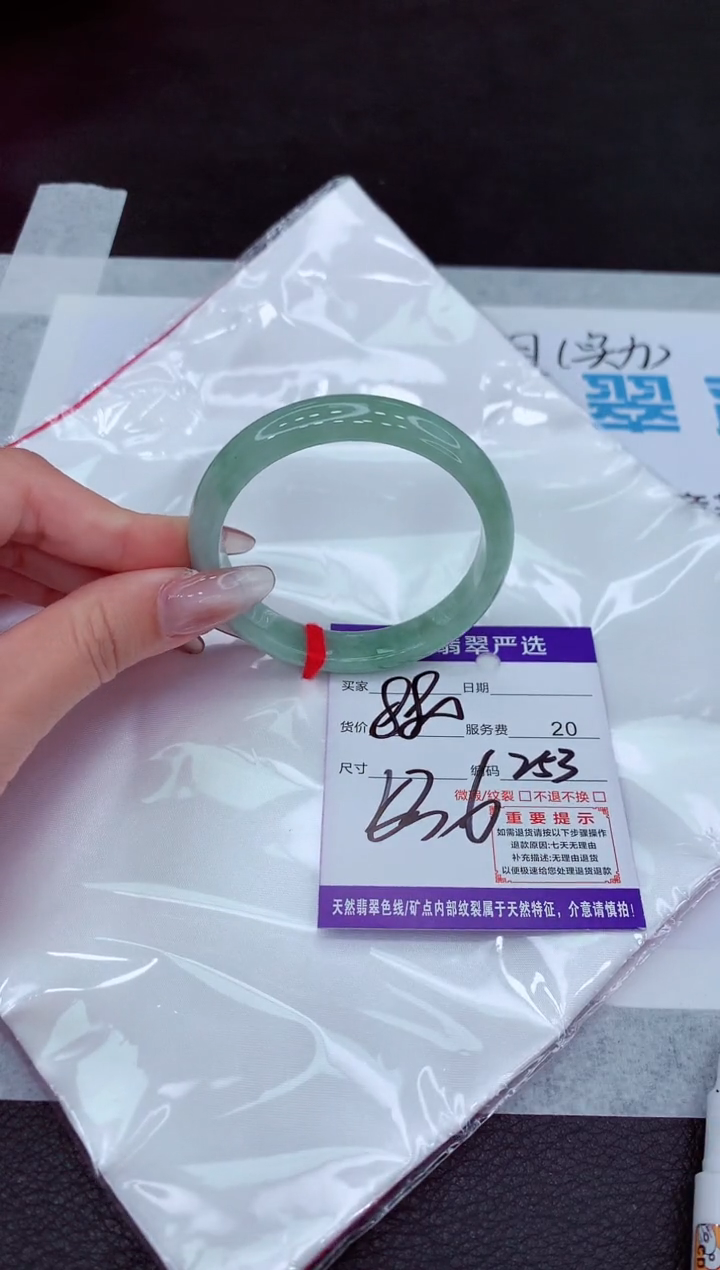 (实力)
翠
翡翠严选
买家 日期
货价 服务费 20
尺寸 编码 253
微瑕/纹裂 □不退不换 □
重要提示
如需退货请按以下步骤操作
退款原因:七天无理由
补充描述:无理由退货
以便极速给您处理退货退款
天然翡翠色线/矿点内部纹裂属于天然特征，介意请慎拍!